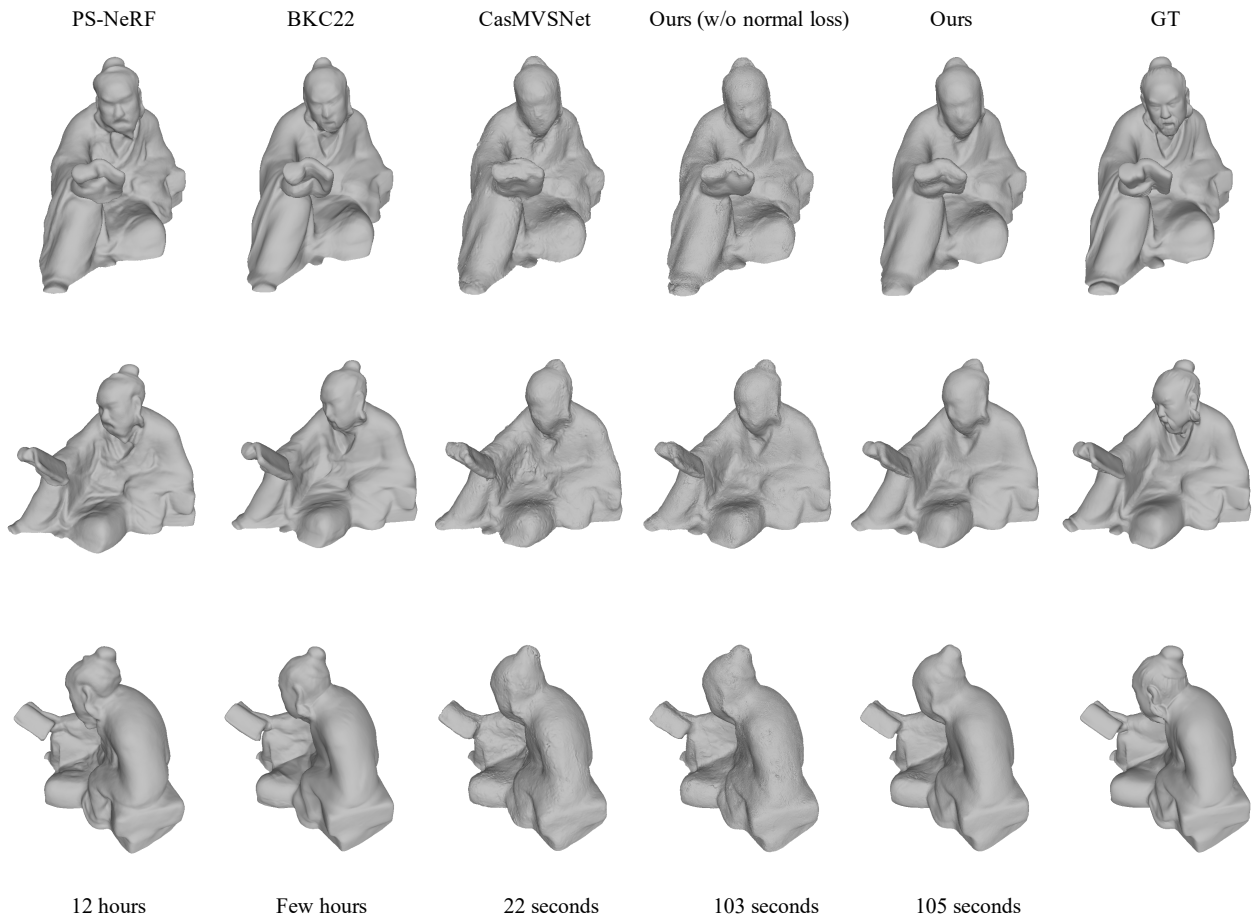 PS-NeRF BKC22 CasMVSNet Ours (w/o normal loss) Ours GT
12 hours Few hours 22 seconds 103 seconds 105 seconds